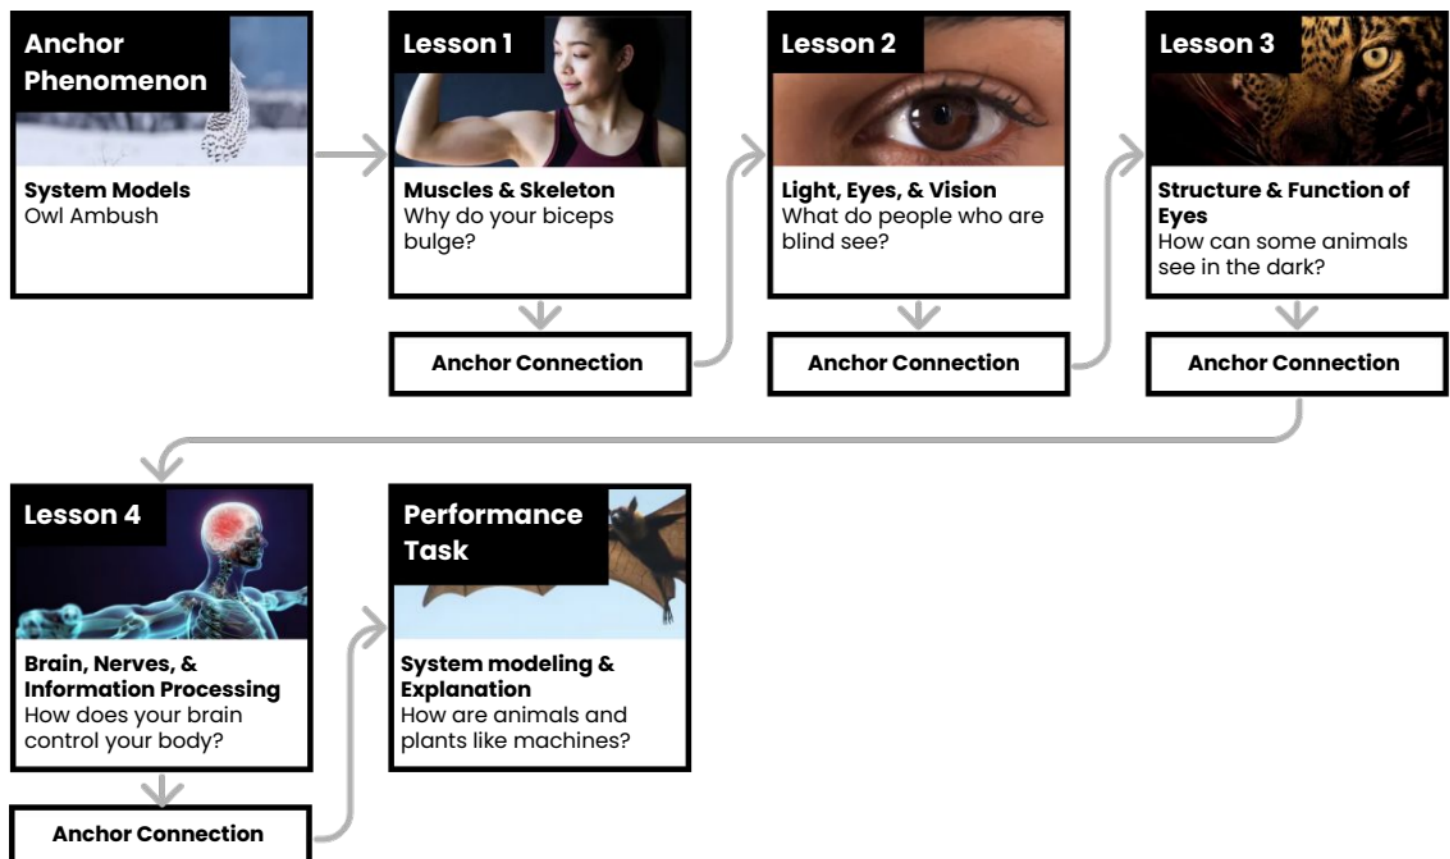 Anchor
Phenomenon
System Models
Owl Ambush
Lesson 1
Muscles & Skeleton
Why do your biceps
bulge?
Anchor Connection
Lesson 2
Light, Eyes, & Vision
What do people who are
blind see?
Anchor Connection
Lesson 3
Structure & Function of
Eyes
How can some animals
see in the dark?
Anchor Connection
Lesson 4
Brain, Nerves, &
Information Processing
How does your brain
control your body?
Anchor Connection
Performance
Task
System modeling &
Explanation
How are animals and
plants like machines?